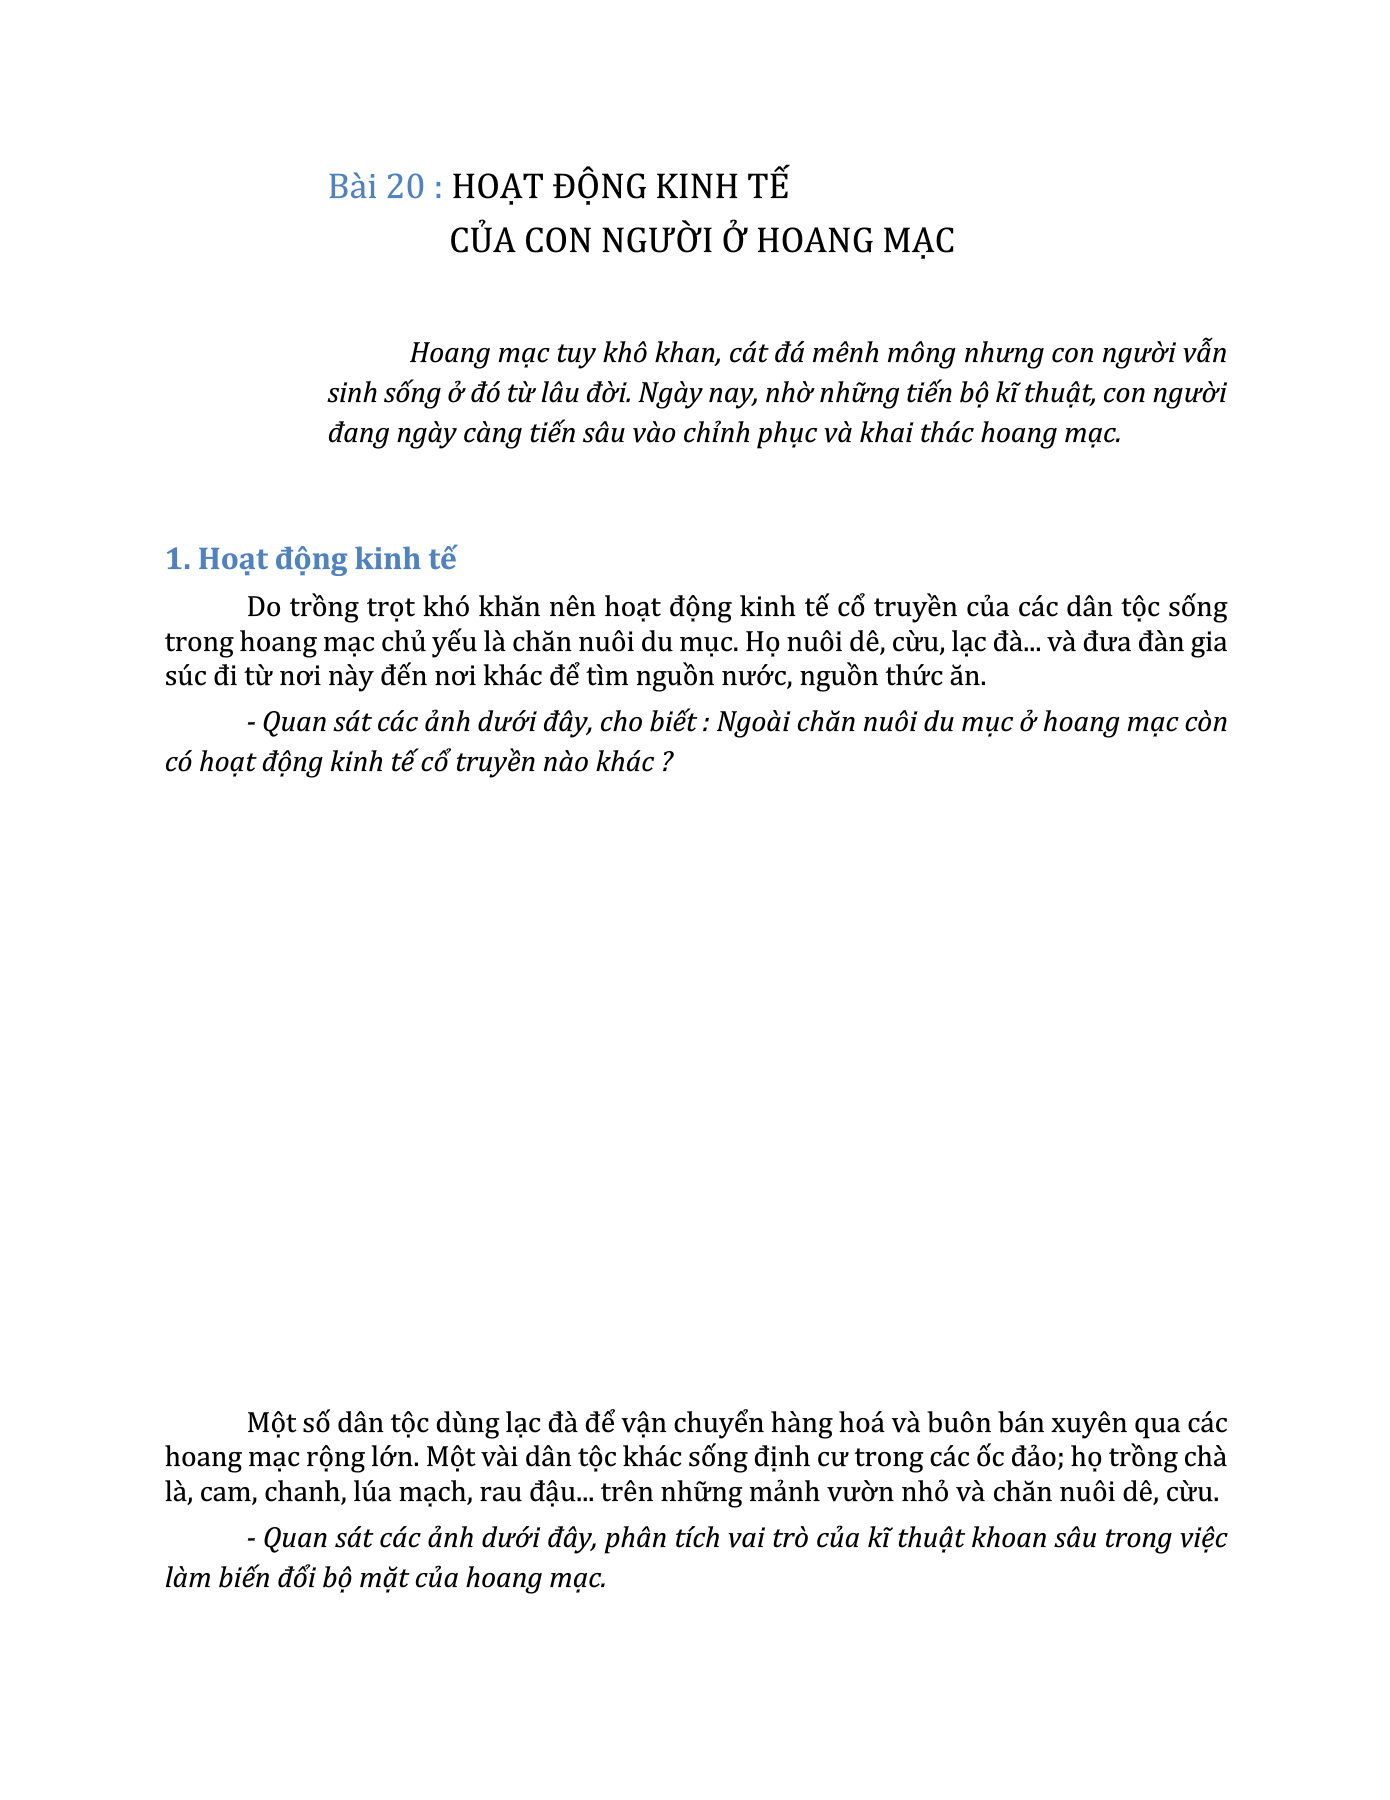 Bài 20 : HOẠT ĐỘNG KINH TẾ
CỦA CON NGƯỜI Ở HOANG MẠC
Hoang mạc tuy khô khan, cát đá mênh mông nhưng con người vẫn
sinh sống ở đó từ lâu đời. Ngày nay, nhờ những tiến bộ kĩ thuật, con người
đang ngày càng tiến sâu vào chỉnh phục và khai thác hoang mạc.
1. Hoạt động kinh tế
Do trồng trọt khó khăn nên hoạt động kinh tế cổ truyền của các dân tộc sống
trong hoang mạc chủ yếu là chăn nuôi du mục. Họ nuôi dê, cừu, lạc đà... và đưa đàn gia
súc đi từ nơi này đến nơi khác để tìm nguồn nước, nguồn thức ăn.
- Quan sát các ảnh dưới đây, cho biết : Ngoài chăn nuôi du mục ở hoang mạc còn
có hoạt động kinh tế cổ truyền nào khác ?
Một số dân tộc dùng lạc đà để vận chuyển hàng hoá và buôn bán xuyên qua các
hoang mạc rộng lớn. Một vài dân tộc khác sống định cư trong các ốc đảo; họ trồng chà
là, cam, chanh, lúa mạch, rau đậu... trên những mảnh vườn nhỏ và chăn nuôi dê, cừu.
- Quan sát các ảnh dưới đây, phân tích vai trò của kĩ thuật khoan sâu trong việc
làm biến đổi bộ mặt của hoang mạc.